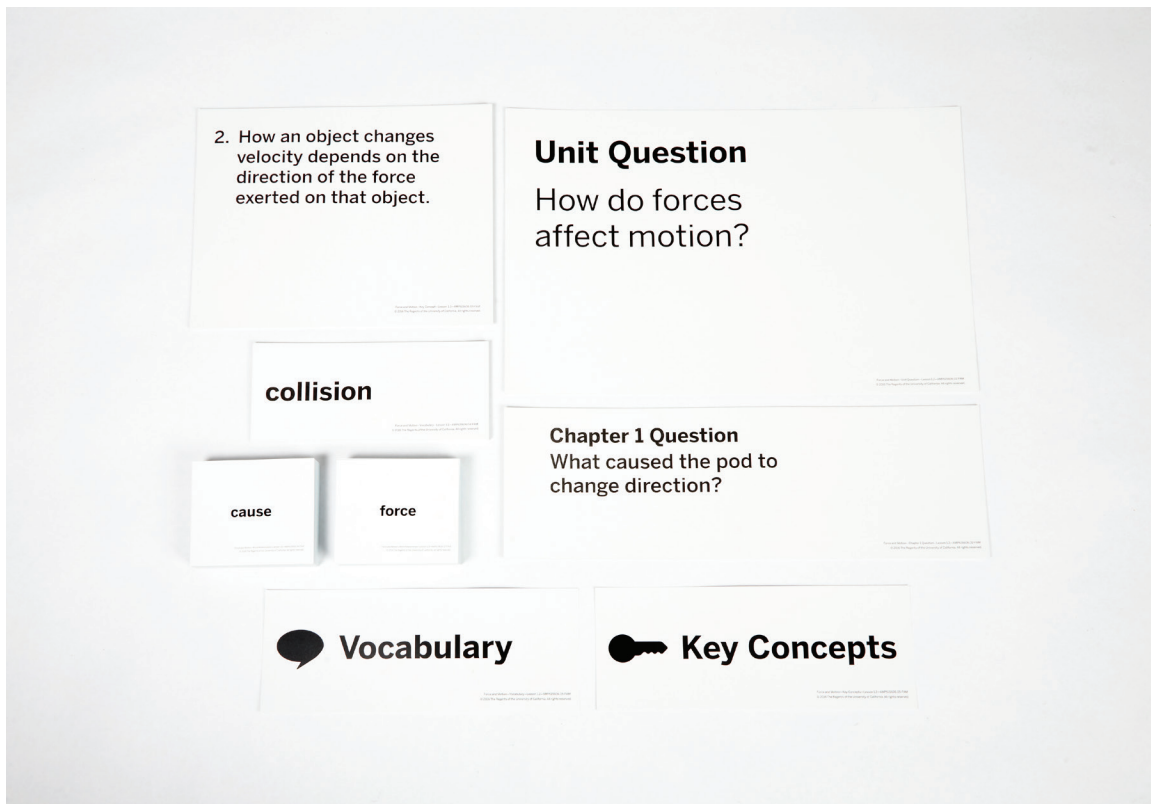 2. How an object changes
velocity depends on the
direction of the force
exerted on that object.
Unit Question
How do forces
affect motion?
collision
Chapter 1 Question
What caused the pod to
change direction?
cause
force
Vocabulary
Key Concepts